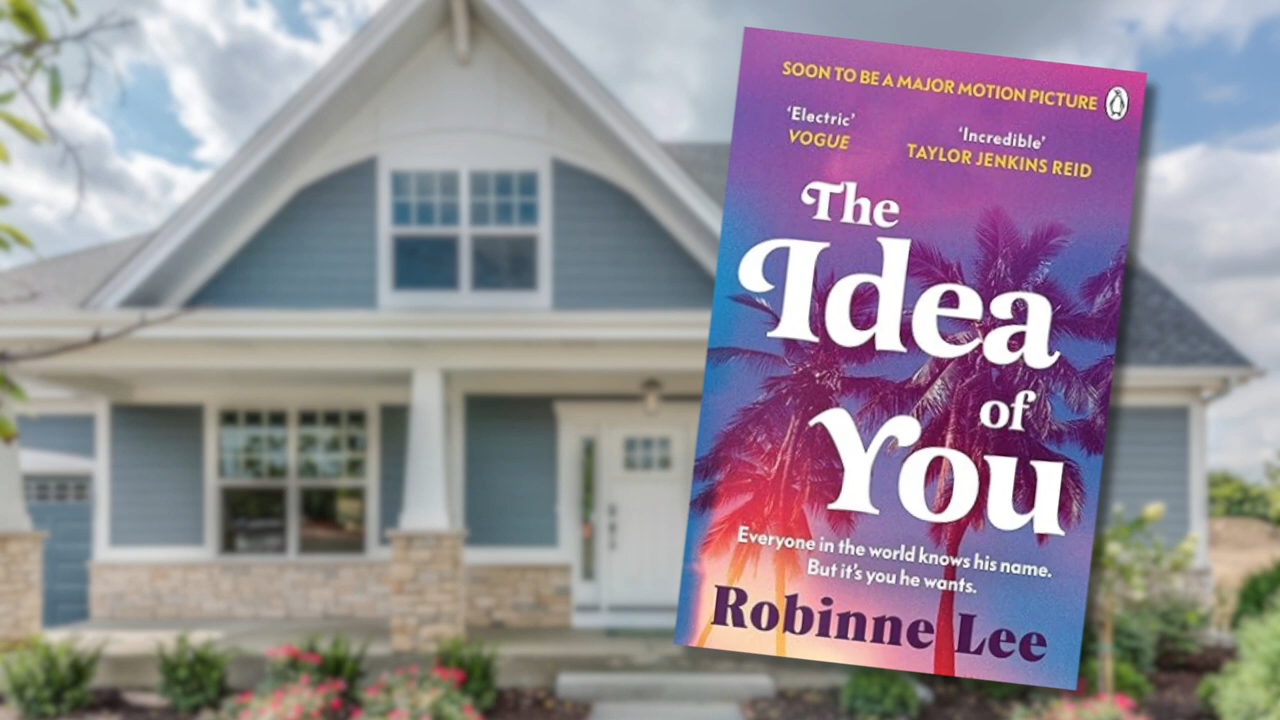 SOON TO BE A MAJOR MOTION PICTURE
'Electric'
VOGUE
'Incredible'
TAYLOR JENKINS REID
The
Idea
of
You
Everyone in the world knows his name.
But it's you he wants.
Robinne Lee